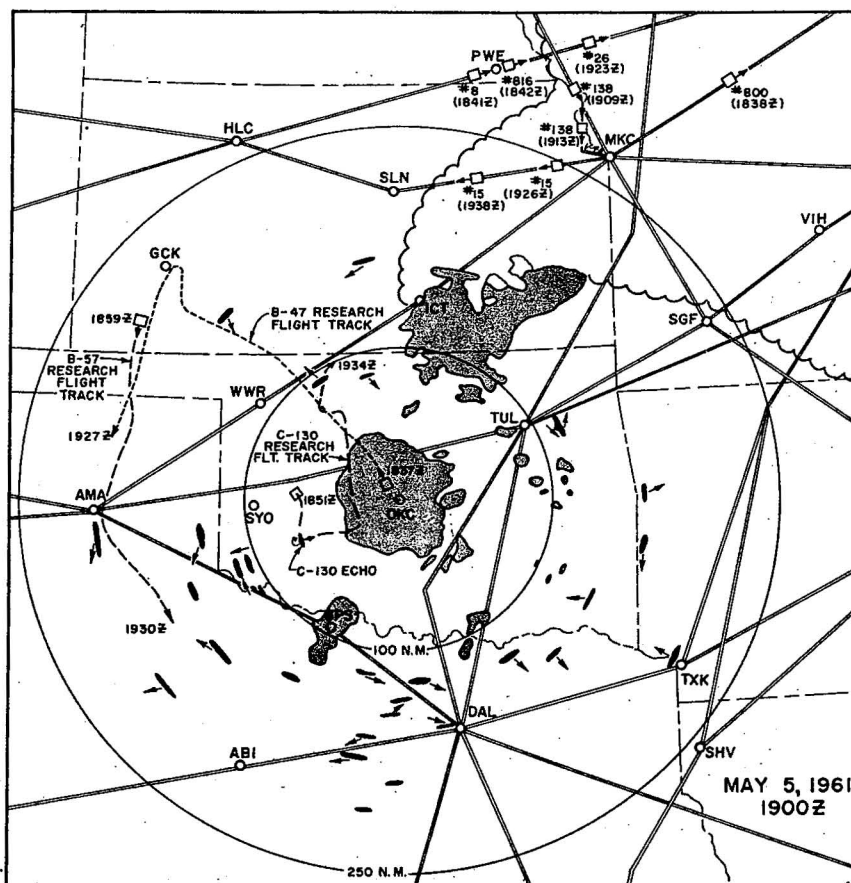 PWE
#26
(1923Z)
#8
(1841Z)
#816
(1842Z)
#138
(1909Z)
#800
(1838Z)
HLC
#138
(1913Z)
MKC
SLN
#15
(1938Z)
#15
(1926Z)
VIH
GCK
1859Z
B-47 RESEARCH
FLIGHT TRACK
ICT
SGF
B-57
RESEARCH
FLIGHT
TRACK
1934Z
WWR
TUL
1927Z
C-130
RESEARCH
FLT. TRACK
1857Z
AMA
1851Z
SYO
OKC
C-130 ECHO
1930Z
SPS
100 N.M.
TXK
DAL
ABI
SHV
MAY 5, 1961
1900Z
250 N.M.